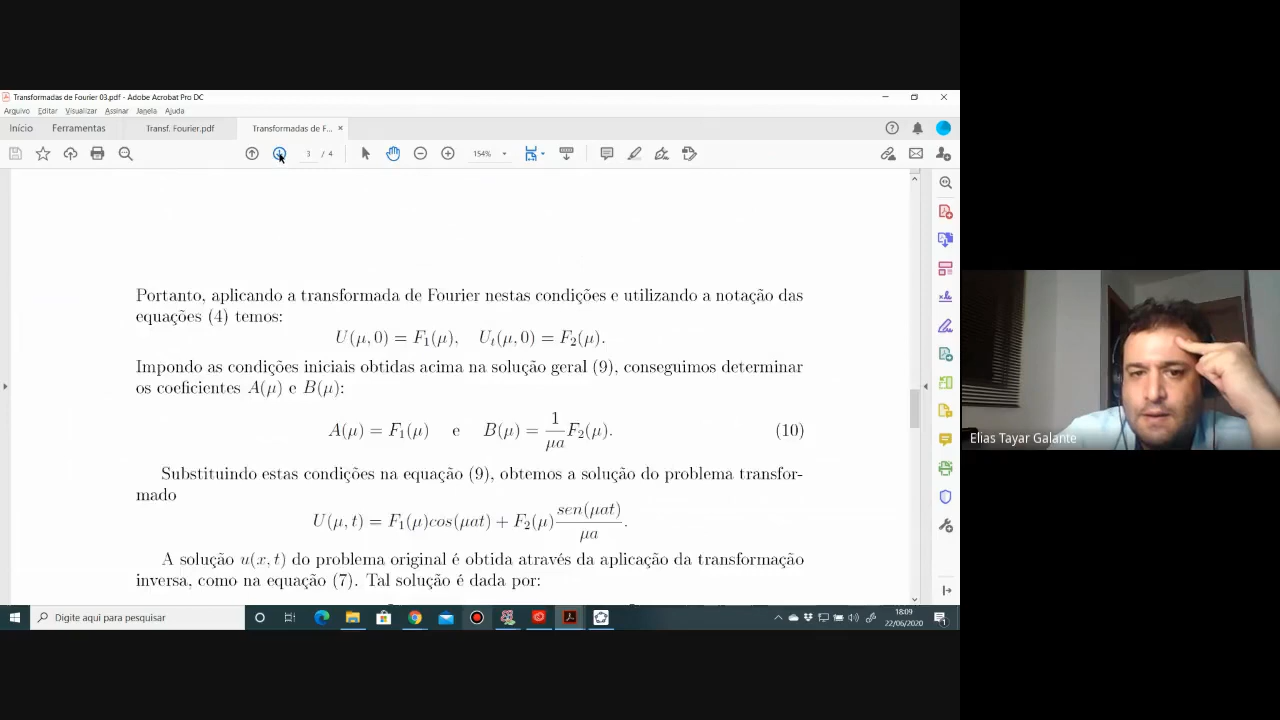 Transformadas de Fourier 03.pdf - Adobe Acrobat Pro DC
Arquivo Editar Visualizar Assinar Janela Ajuda
Início Ferramentas Transf. Fourier.pdf Transformadas de F... ×
3 / 4 154%
Portanto, aplicando a transformada de Fourier nestas condições e utilizando a notação das
equações (4) temos:
U(μ, 0) = F₁(μ), Uₜ(μ, 0) = F₂(μ).
Impondo as condições iniciais obtidas acima na solução geral (9), conseguimos determinar
os coeficientes A(μ) e B(μ):
A(μ) = F₁(μ) e B(μ) = 1/μa F₂(μ). (10)
Substituindo estas condições na equação (9), obtemos a solução do problema transfor-
mado
U(μ, t) = F₁(μ)cos(μat) + F₂(μ) sen(μat)/μa.
A solução u(x, t) do problema original é obtida através da aplicação da transformação
inversa, como na equação (7). Tal solução é dada por:
Elias Tayar Galante
Digite aqui para pesquisar
18:09
22/06/2020